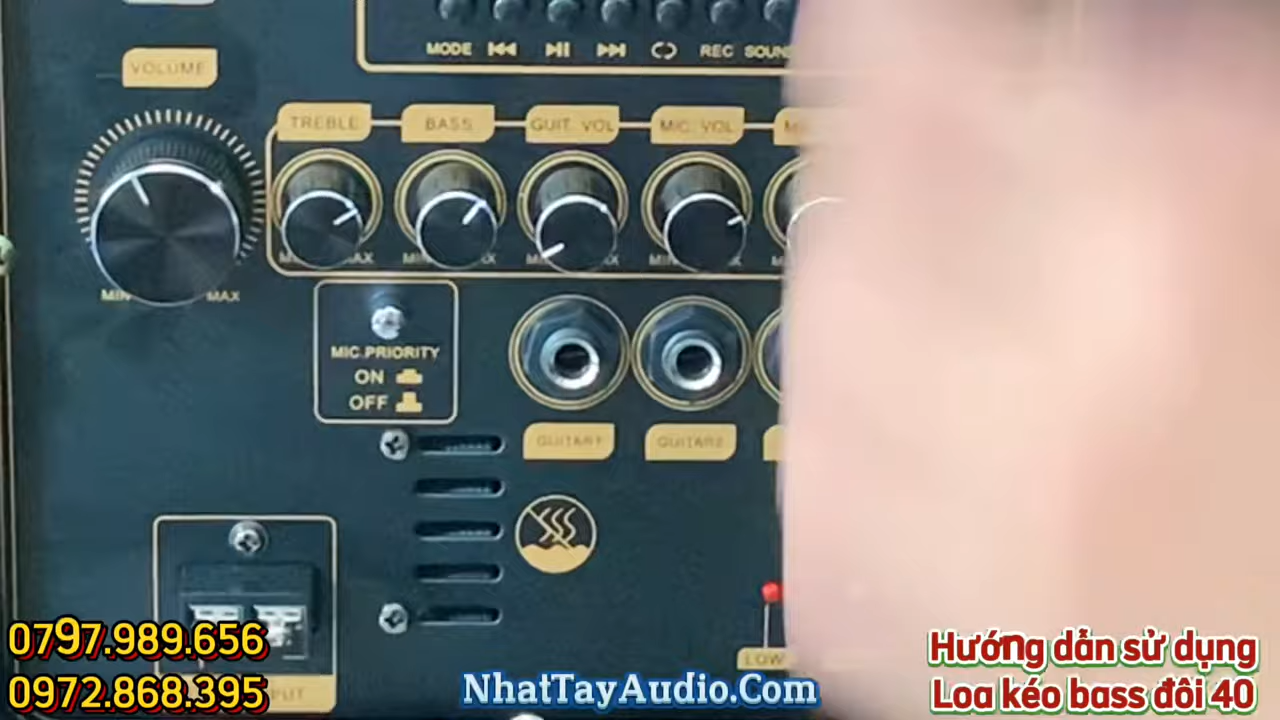 MODE REC SOUN
VOLUME
TREBLE BASS GUIT. VOL MIC. VOL
MIN MAX
MIC.PRIORITY
ON
OFF
GUITAR1 GUITAR2
LOW
0797.989.656
0972.868.395
NhatTayAudio.Com
Hướng dẫn sử dụng
Loa kéo bass đôi 40